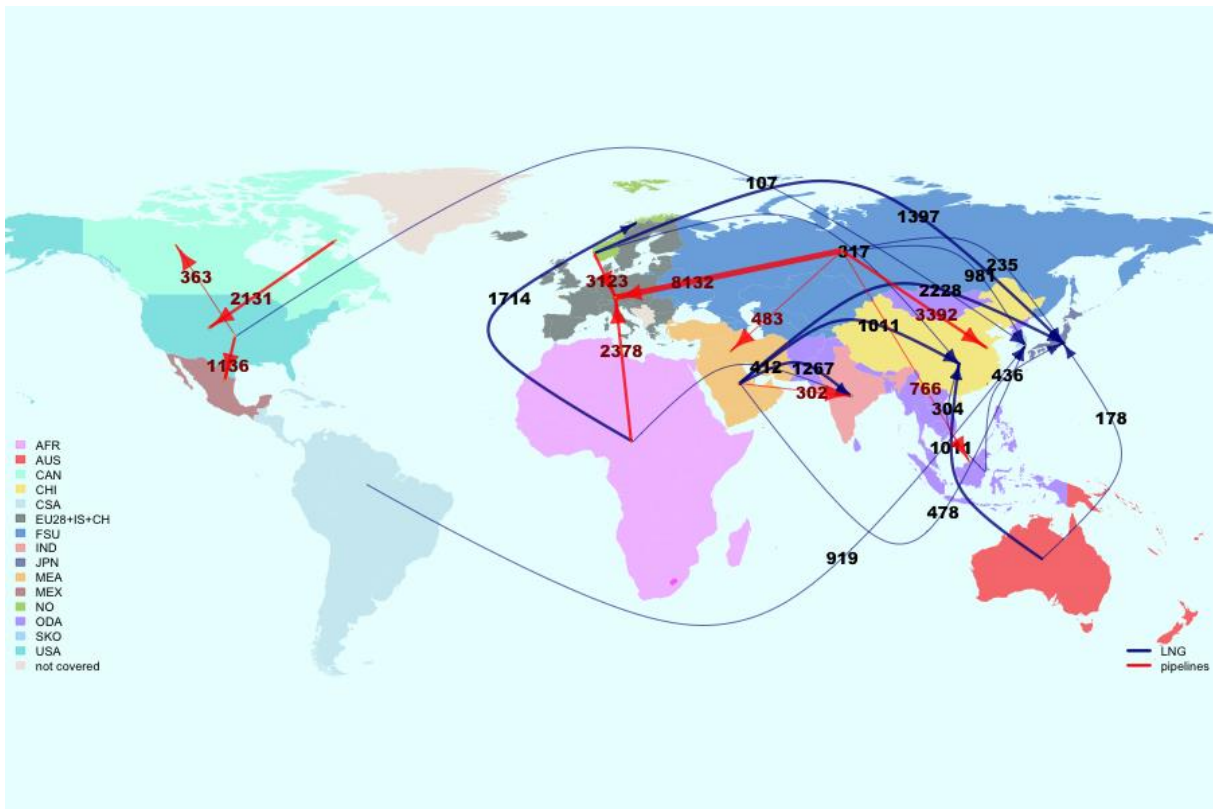 107
1397
317
235
981
363
3123
8132
2228
2131
1714
3392
483
1011
2378
1136
412
1267
436
302
766
304
178
1011
478
919
AFR
AUS
CAN
CHI
CSA
EU28+IS+CH
FSU
IND
JPN
MEA
MEX
NO
ODA
SKO
USA
not covered
LNG
pipelines